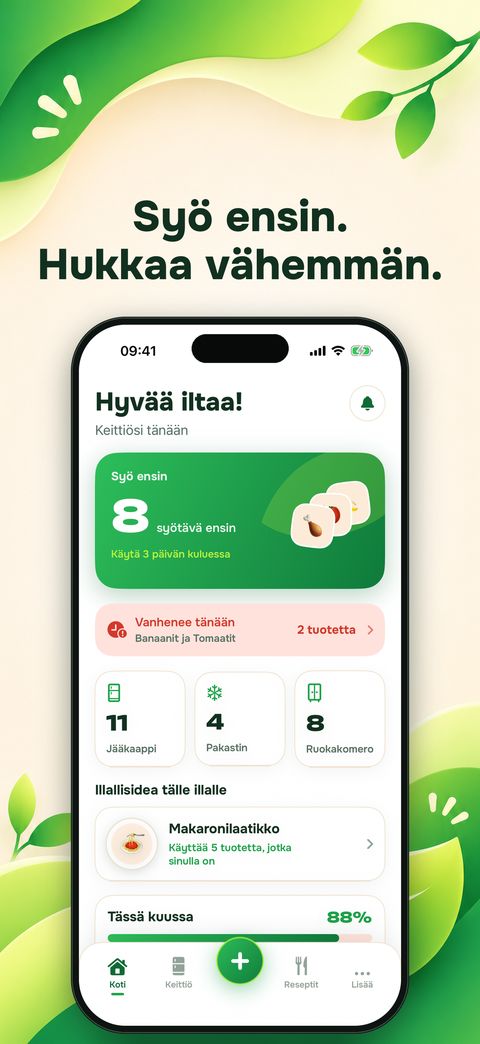 Syö ensin.
Hukkaa vähemmän.
09:41
Hyvää iltaa!
Keittiösi tänään
Syö ensin
8 syötävä ensin
Käytä 3 päivän kuluessa
Vanhenee tänään
Banaanit ja Tomaatit
2 tuotetta
11
Jääkaappi
4
Pakastin
8
Ruokakomero
Illallisidea tälle illalle
Makaronilaatikko
Käyttää 5 tuotetta, jotka
sinulla on
Tässä kuussa
88%
Koti
Keittiö
Reseptit
Lisää